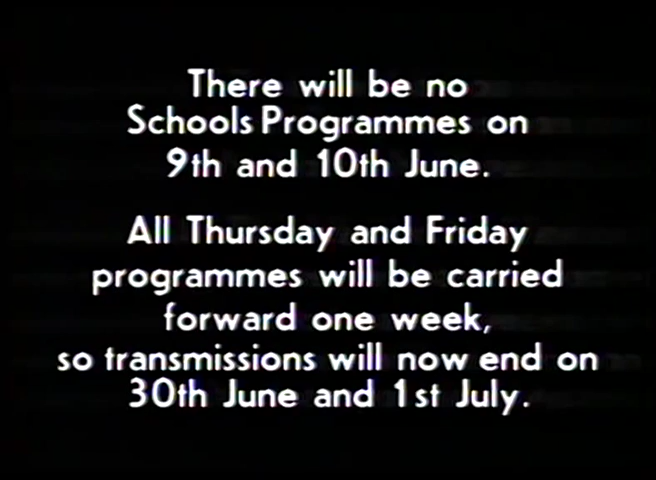 There will be no
Schools Programmes on
9th and 10th June.
All Thursday and Friday
programmes will be carried
forward one week,
so transmissions will now end on
30th June and 1st July.